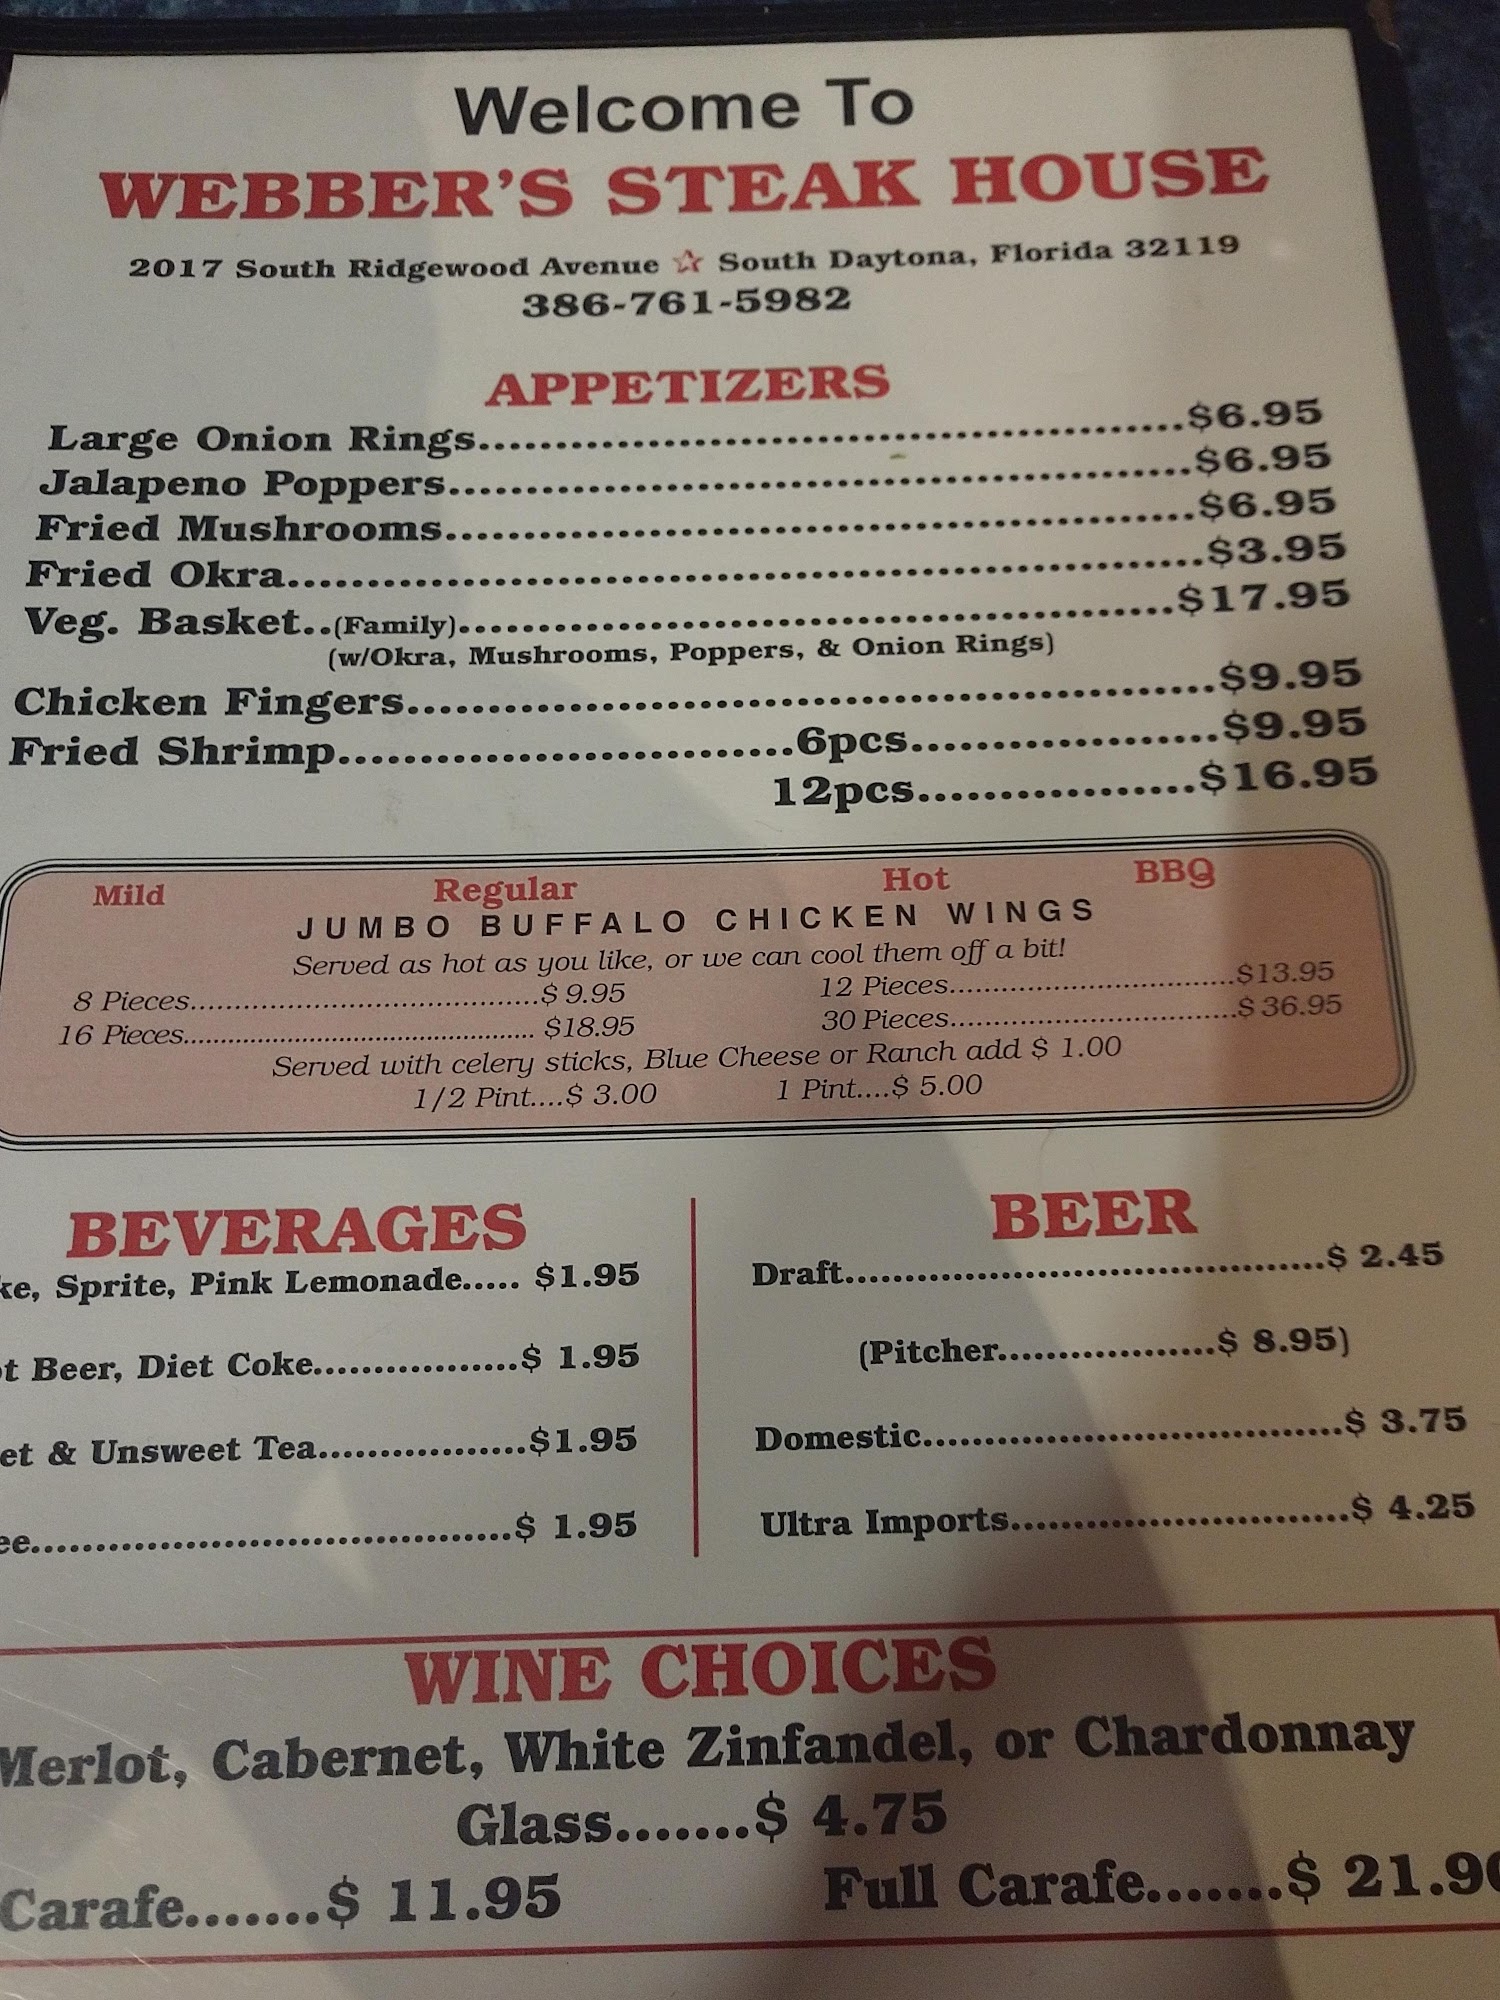 Welcome To
WEBBER'S STEAK HOUSE
2017 South Ridgewood Avenue ☆ South Daytona, Florida 32119
386-761-5982
APPETIZERS
Large Onion Rings..........$6.95
Jalapeno Poppers..........$6.95
Fried Mushrooms..........$6.95
Fried Okra..........$3.95
Veg. Basket..(Family)..........$17.95
(w/Okra, Mushrooms, Poppers, & Onion Rings)
Chicken Fingers..........$9.95
Fried Shrimp..........6pcs..........$9.95
12pcs..........$16.95
Mild Regular Hot BBQ
JUMBO BUFFALO CHICKEN WINGS
Served as hot as you like, or we can cool them off a bit!
8 Pieces..........$ 9.95 12 Pieces..........$13.95
16 Pieces.......... $18.95 30 Pieces..........$ 36.95
Served with celery sticks, Blue Cheese or Ranch add $ 1.00
1/2 Pint....$ 3.00 1 Pint....$ 5.00
BEVERAGES
ke, Sprite, Pink Lemonade..... $1.95
t Beer, Diet Coke..........$ 1.95
et & Unsweet Tea..........$1.95
ee..........$ 1.95
BEER
Draft..........$ 2.45
(Pitcher..........$ 8.95)
Domestic..........$ 3.75
Ultra Imports..........$ 4.25
WINE CHOICES
Merlot, Cabernet, White Zinfandel, or Chardonnay
Glass.......$ 4.75
Carafe.......$ 11.95 Full Carafe.......$ 21.9